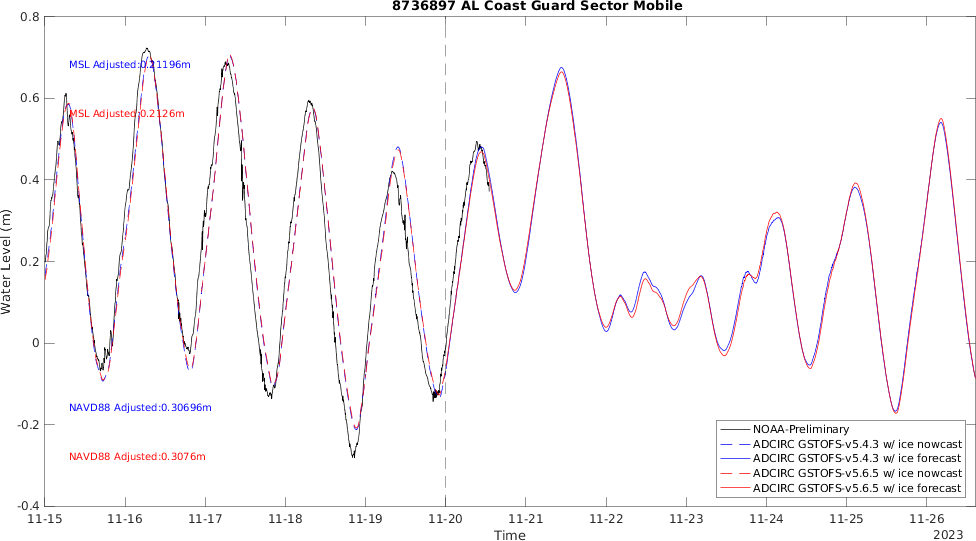 8736897 AL Coast Guard Sector Mobile
0.8
MSL Adjusted:0.21196m
0.6
MSL Adjusted:0.2126m
0.4
Water Level (m)
0.2
0
NAVD88 Adjusted:0.30696m
-0.2
NAVD88 Adjusted:0.3076m
-0.4
NOAA-Preliminary
ADCIRC GSTOFS-v5.4.3 w/ ice nowcast
ADCIRC GSTOFS-v5.4.3 w/ ice forecast
ADCIRC GSTOFS-v5.6.5 w/ ice nowcast
ADCIRC GSTOFS-v5.6.5 w/ ice forecast
11-15 11-16 11-17 11-18 11-19 11-20 11-21 11-22 11-23 11-24 11-25 11-26
Time
2023